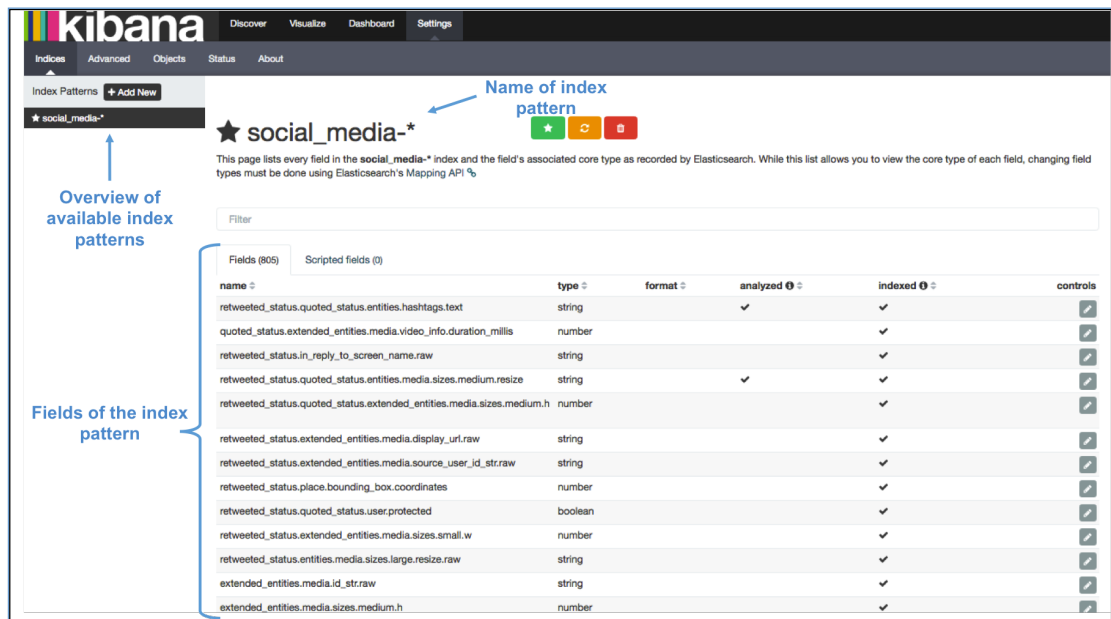 kibana
Discover Visualize Dashboard Settings
Indices Advanced Objects Status About
Index Patterns + Add New
social_media-*
Name of index
pattern
social_media-*
This page lists every field in the social_media-* index and the field's associated core type as recorded by Elasticsearch. While this list allows you to view the core type of each field, changing field
types must be done using Elasticsearch's Mapping API
Overview of
available index
patterns
Filter
Fields (805) Scripted fields (0)
name type format analyzed indexed controls
retweeted_status.quoted_status.entities.hashtags.text string
quoted_status.extended_entities.media.video_info.duration_millis number
retweeted_status.in_reply_to_screen_name.raw string
retweeted_status.quoted_status.entities.media.sizes.medium.resize string
retweeted_status.quoted_status.extended_entities.media.sizes.medium.h number
Fields of the index
pattern
retweeted_status.extended_entities.media.display_url.raw string
retweeted_status.extended_entities.media.source_user_id_str.raw string
retweeted_status.place.bounding_box.coordinates number
retweeted_status.quoted_status.user.protected boolean
retweeted_status.extended_entities.media.sizes.small.w number
retweeted_status.entities.media.sizes.large.resize.raw string
extended_entities.media.id_str.raw string
extended_entities.media.sizes.medium.h number